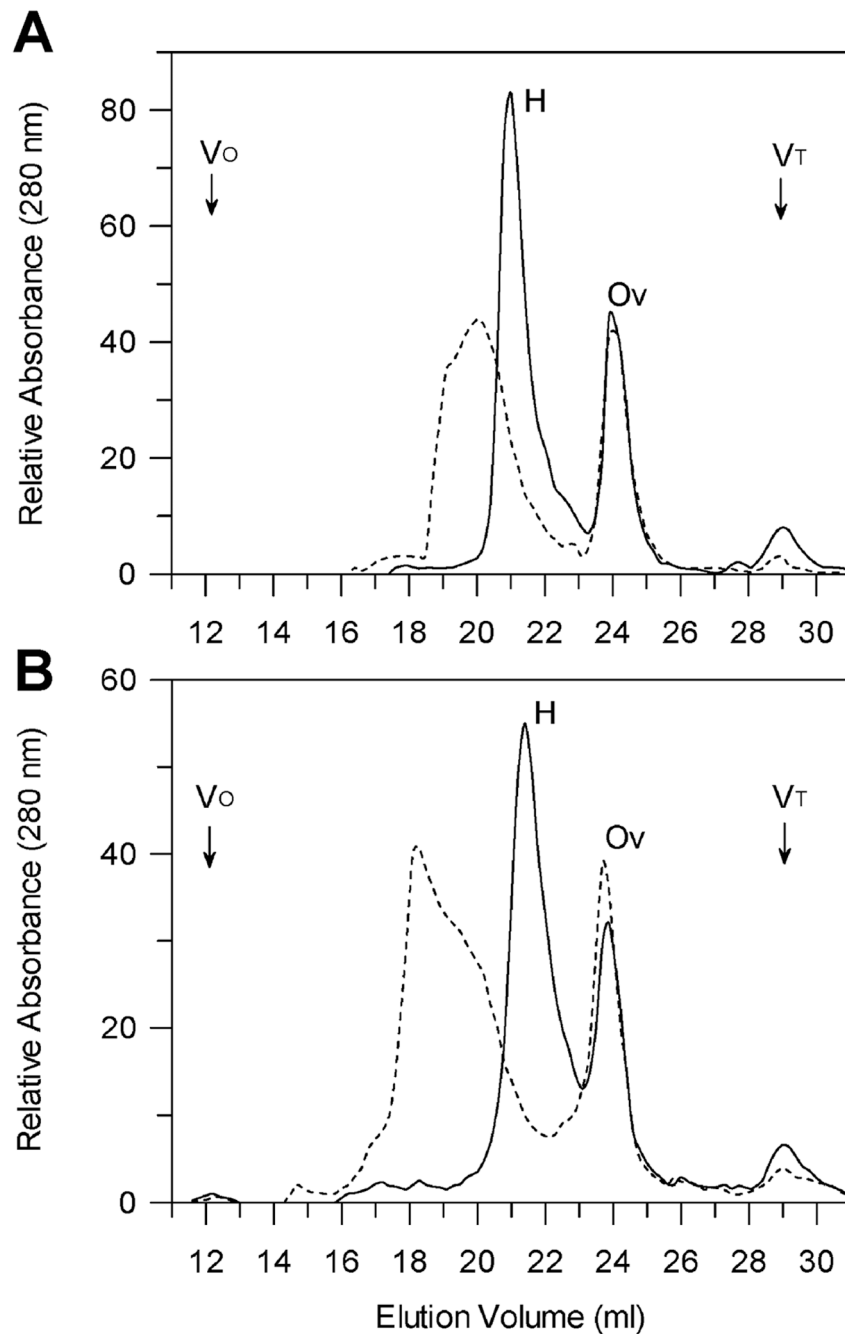 A
Relative Absorbance (280 nm)
80
60
40
20
0
VO
H
Ov
VT
12 14 16 18 20 22 24 26 28 30
B
Relative Absorbance (280 nm)
60
40
20
0
VO
H
Ov
VT
12 14 16 18 20 22 24 26 28 30
Elution Volume (ml)